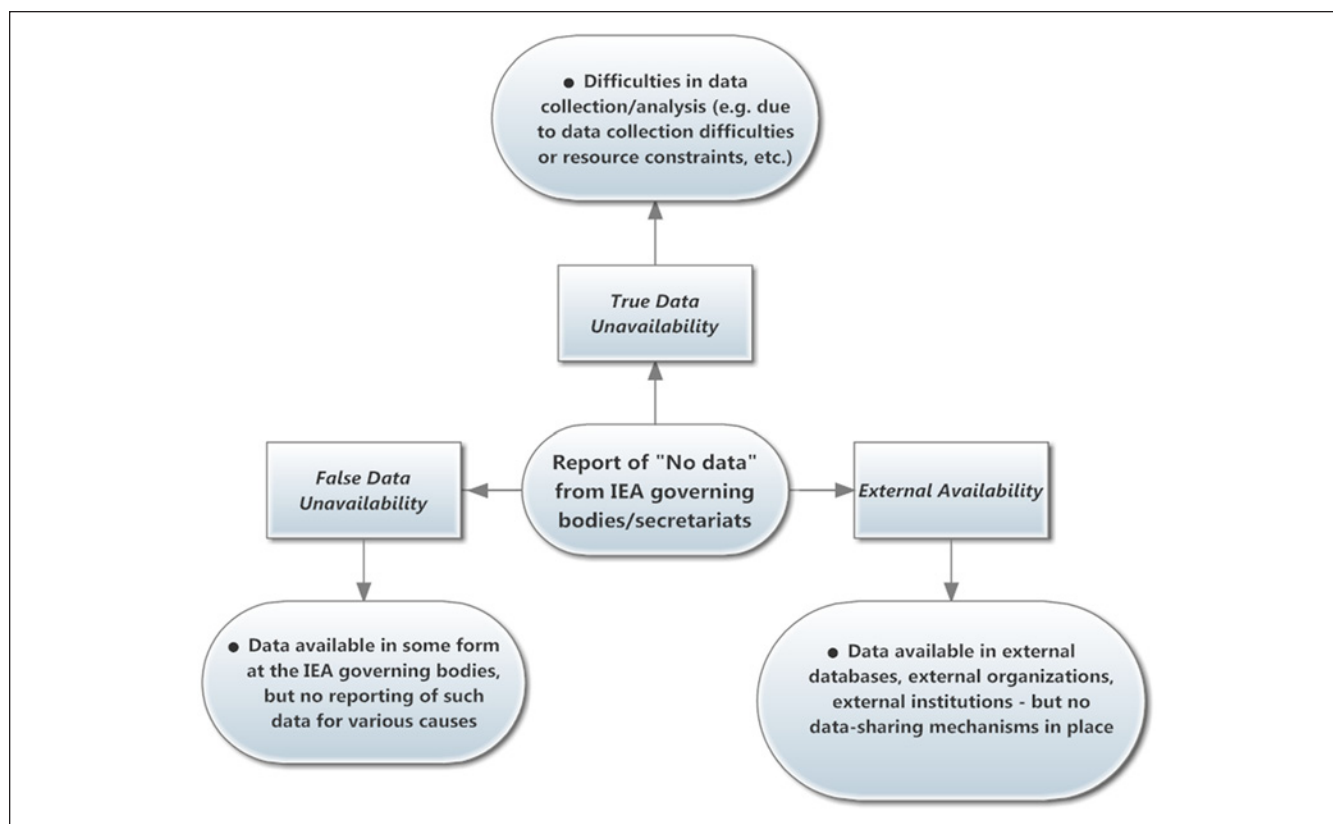 ● Difficulties in data
collection/analysis (e.g. due
to data collection difficulties
or resource constraints, etc.)
True Data
Unavailability
False Data
Unavailability
Report of "No data"
from IEA governing
bodies/secretariats
External Availability
● Data available in some form
at the IEA governing bodies,
but no reporting of such
data for various causes
● Data available in external
databases, external organizations,
external institutions - but no
data-sharing mechanisms in place